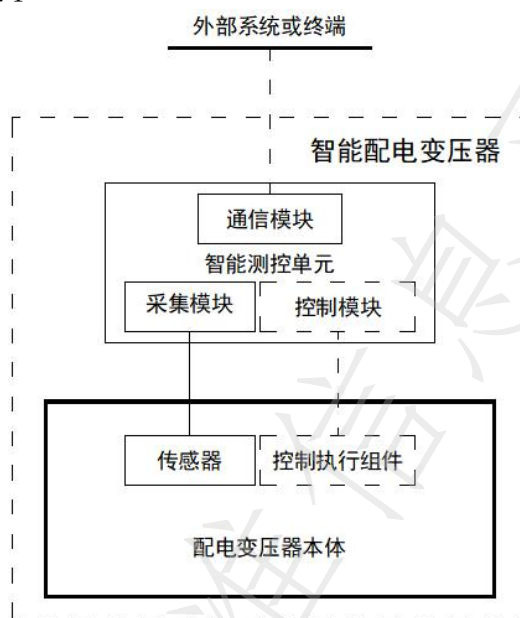 外部系统或终端
智能配电变压器
通信模块
智能测控单元
采集模块 控制模块
传感器 控制执行组件
配电变压器本体